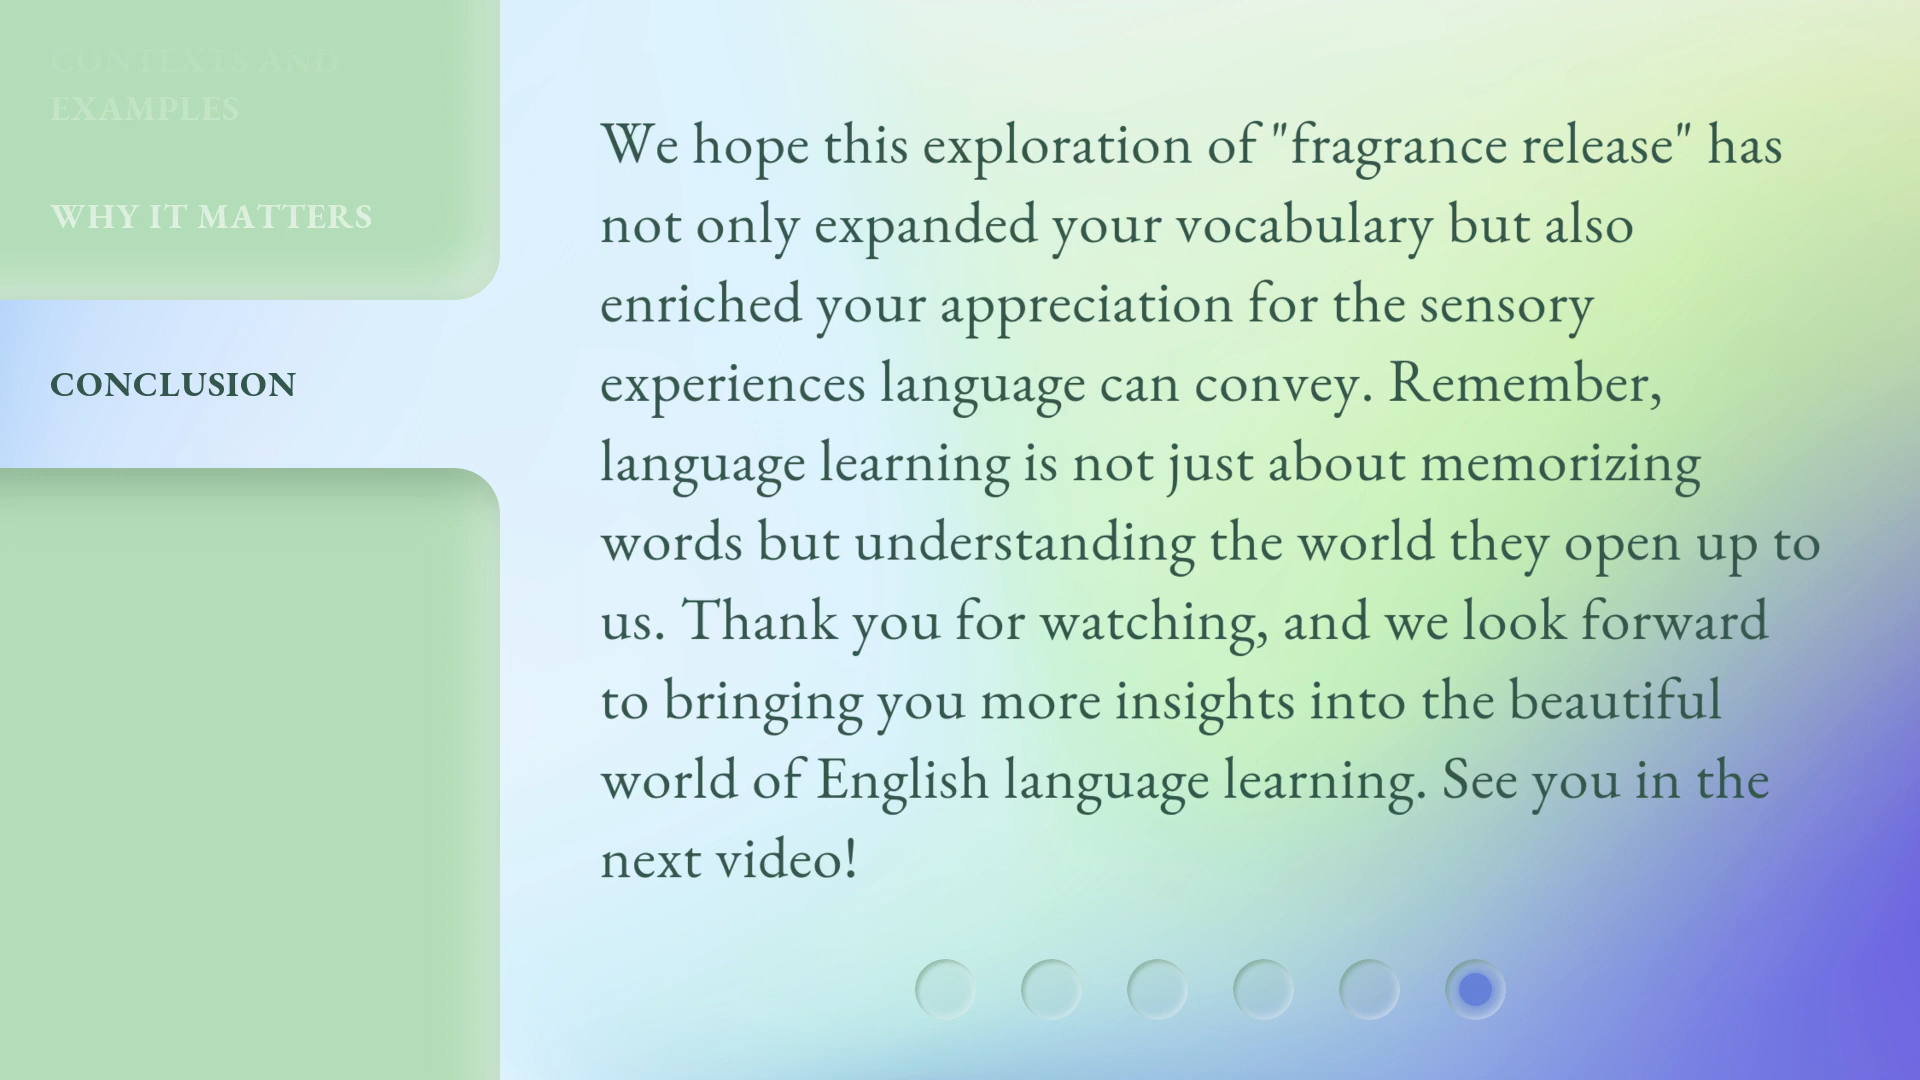 CONTEXTS AND
EXAMPLES
WHY IT MATTERS
CONCLUSION
We hope this exploration of "fragrance release" has
not only expanded your vocabulary but also
enriched your appreciation for the sensory
experiences language can convey. Remember,
language learning is not just about memorizing
words but understanding the world they open up to
us. Thank you for watching, and we look forward
to bringing you more insights into the beautiful
world of English language learning. See you in the
next video!